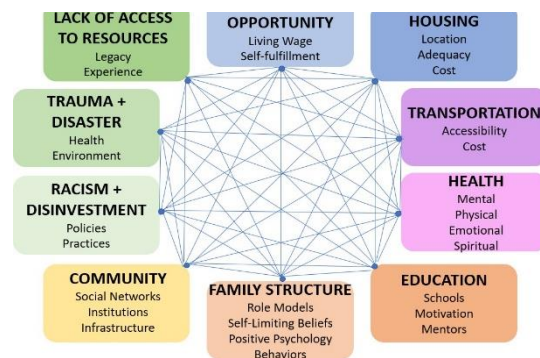 LACK OF ACCESS
TO RESOURCES
Legacy
Experience
OPPORTUNITY
Living Wage
Self-fulfillment
HOUSING
Location
Adequacy
Cost
TRAUMA +
DISASTER
Health
Environment
TRANSPORTATION
Accessibility
Cost
RACISM +
DISINVESTMENT
Policies
Practices
HEALTH
Mental
Physical
Emotional
Spiritual
COMMUNITY
Social Networks
Institutions
Infrastructure
FAMILY STRUCTURE
Role Models
Self-Limiting Beliefs
Positive Psychology
Behaviors
EDUCATION
Schools
Motivation
Mentors